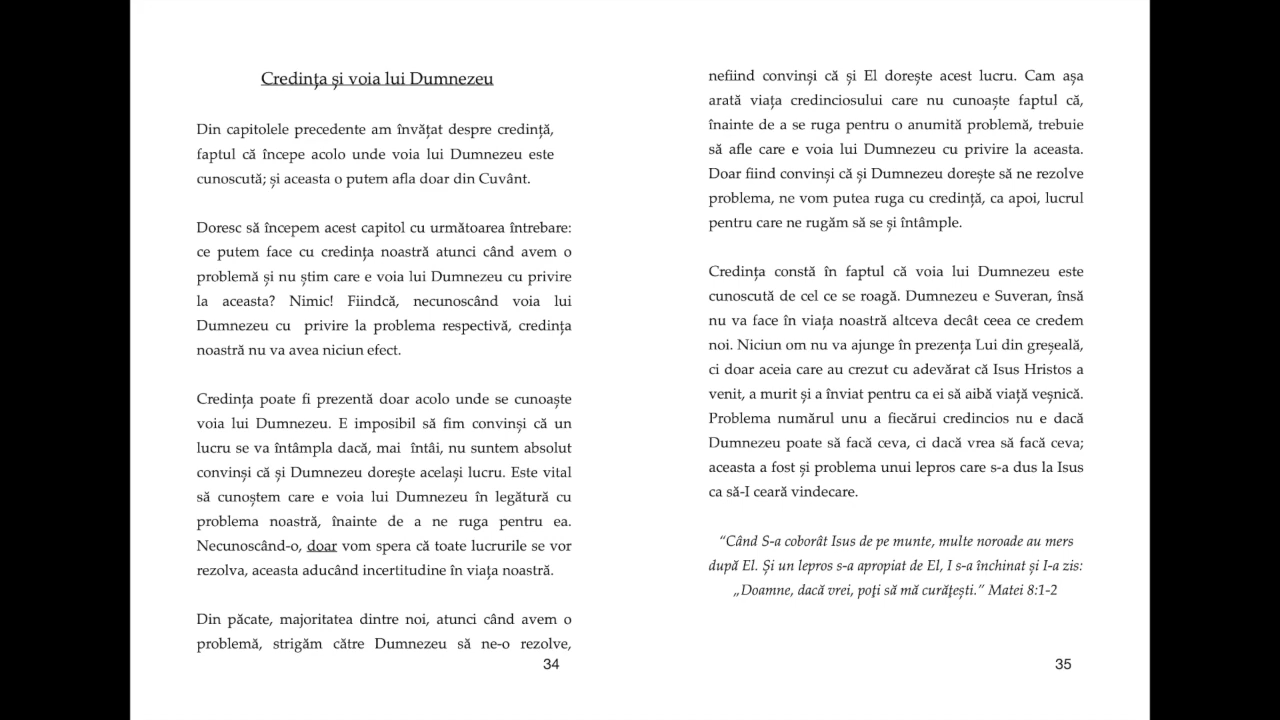 Credința și voia lui Dumnezeu
Din capitolele precedente am învățat despre credință,
faptul că începe acolo unde voia lui Dumnezeu este
cunoscută; și aceasta o putem afla doar din Cuvânt.
Doresc să începem acest capitol cu următoarea întrebare:
ce putem face cu credința noastră atunci când avem o
problemă și nu știm care e voia lui Dumnezeu cu privire
la aceasta? Nimic! Fiindcă, necunoscând voia lui
Dumnezeu cu privire la problema respectivă, credința
noastră nu va avea niciun efect.
Credința poate fi prezentă doar acolo unde se cunoaște
voia lui Dumnezeu. E imposibil să fim convinși că un
lucru se va întâmpla dacă, mai întâi, nu suntem absolut
convinși că și Dumnezeu dorește același lucru. Este vital
să cunoștem care e voia lui Dumnezeu în legătură cu
problema noastră, înainte de a ne ruga pentru ea.
Necunoscând-o, doar vom spera că toate lucrurile se vor
rezolva, aceasta aducând incertitudine în viața noastră.
Din păcate, majoritatea dintre noi, atunci când avem o
problemă, strigăm către Dumnezeu să ne-o rezolve,
34
nefiind convinși că și El dorește acest lucru. Cam așa
arată viața credinciosului care nu cunoaște faptul că,
înainte de a se ruga pentru o anumită problemă, trebuie
să afle care e voia lui Dumnezeu cu privire la aceasta.
Doar fiind convinși că și Dumnezeu dorește să ne rezolve
problema, ne vom putea ruga cu credință, ca apoi, lucrul
pentru care ne rugăm să se și întâmple.
Credința constă în faptul că voia lui Dumnezeu este
cunoscută de cel ce se roagă. Dumnezeu e Suveran, însă
nu va face în viața noastră altceva decât ceea ce credem
noi. Niciun om nu va ajunge în prezența Lui din greșeală,
ci doar aceia care au crezut cu adevărat că Isus Hristos a
venit, a murit și a înviat pentru ca ei să aibă viață veșnică.
Problema numărul unu a fiecărui credincios nu e dacă
Dumnezeu poate să facă ceva, ci dacă vrea să facă ceva;
aceasta a fost și problema unui lepros care s-a dus la Isus
ca să-I ceară vindecare.
“Când S-a coborât Isus de pe munte, multe noroade au mers
după El. Și un lepros s-a apropiat de El, I s-a închinat și I-a zis:
„Doamne, dacă vrei, poţi să mă curăţești.” Matei 8:1-2
35